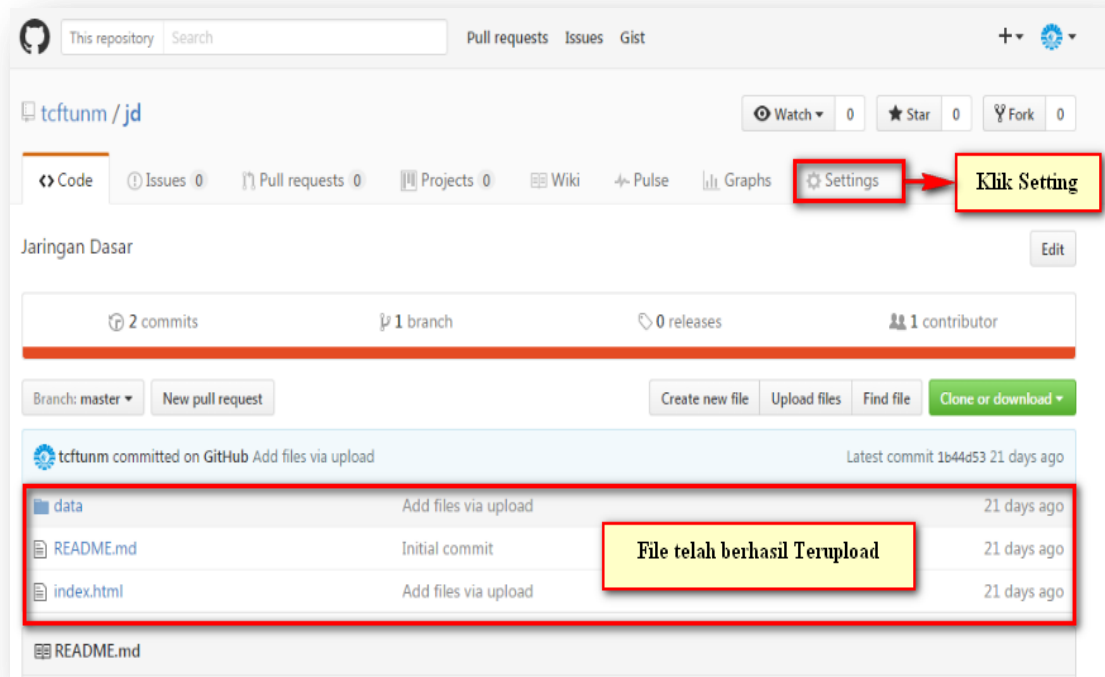 This repository Search Pull requests Issues Gist
tcftunm / jd Watch 0 Star 0 Fork 0
Code Issues 0 Pull requests 0 Projects 0 Wiki Pulse Graphs Settings Klik Setting
Jaringan Dasar Edit
2 commits 1 branch 0 releases 1 contributor
Branch: master New pull request Create new file Upload files Find file Clone or download
tcftunm committed on GitHub Add files via upload Latest commit 1b44d53 21 days ago
data Add files via upload 21 days ago
README.md Initial commit File telah berhasil Terupload 21 days ago
index.html Add files via upload 21 days ago
README.md